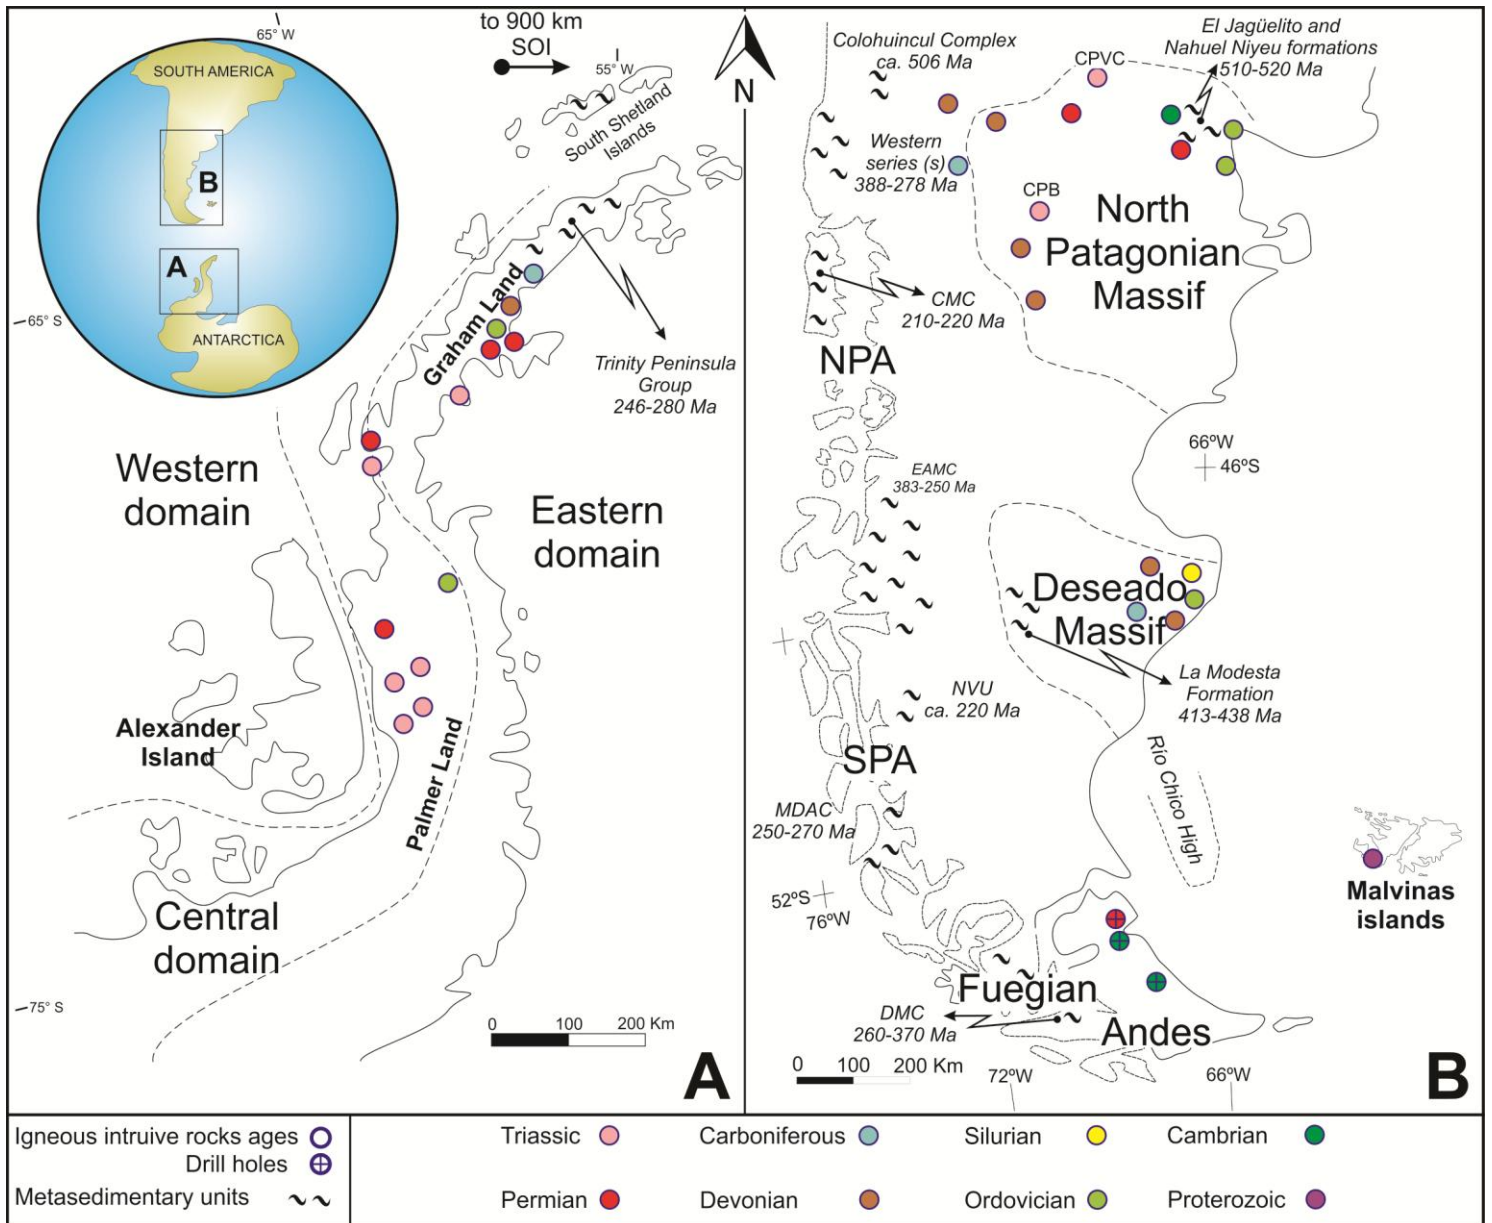 65° W
SOUTH AMERICA
B
A
ANTARCTICA
65° S
to 900 km
SOI
55° W
South Shetland
Islands
N
Graham Land
Trinity Peninsula
Group
246-280 Ma
Western
domain
Eastern
domain
Alexander
Island
Palmer Land
Central
domain
75° S
0 100 200 Km
A
Colohuincul Complex
ca. 506 Ma
CPVC
El Jagüelito and
Nahuel Niyeu formations
510-520 Ma
Western
series (s)
388-278 Ma
CPB
North
Patagonian
Massif
CMC
210-220 Ma
NPA
66ºW
46ºS
EAMC
383-250 Ma
Deseado
Massif
La Modesta
Formation
413-438 Ma
NVU
ca. 220 Ma
SPA
Río Chico High
MDAC
250-270 Ma
52ºS
76ºW
Malvinas
islands
Fuegian
Andes
DMC
260-370 Ma
0 100 200 Km
72ºW
66ºW
B
Igneous intruive rocks ages
Drill holes
Metasedimentary units
Triassic
Carboniferous
Silurian
Cambrian
Permian
Devonian
Ordovician
Proterozoic